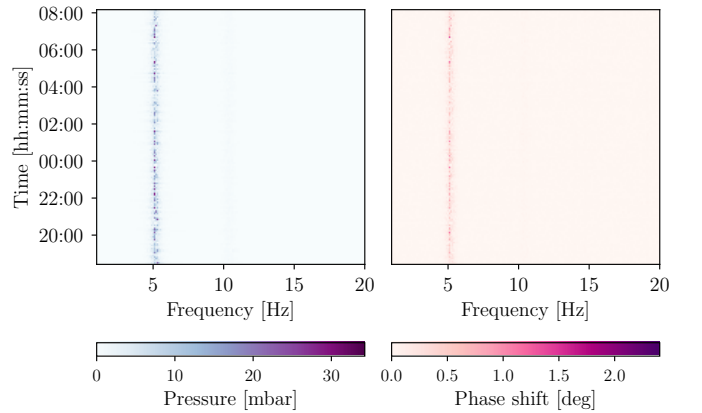 08:00
06:00
04:00
02:00
00:00
22:00
20:00
Time [hh:mm:ss]
5 10 15 20
5 10 15 20
Frequency [Hz]
Frequency [Hz]
0 10 20 30
0.0 0.5 1.0 1.5 2.0
Pressure [mbar]
Phase shift [deg]